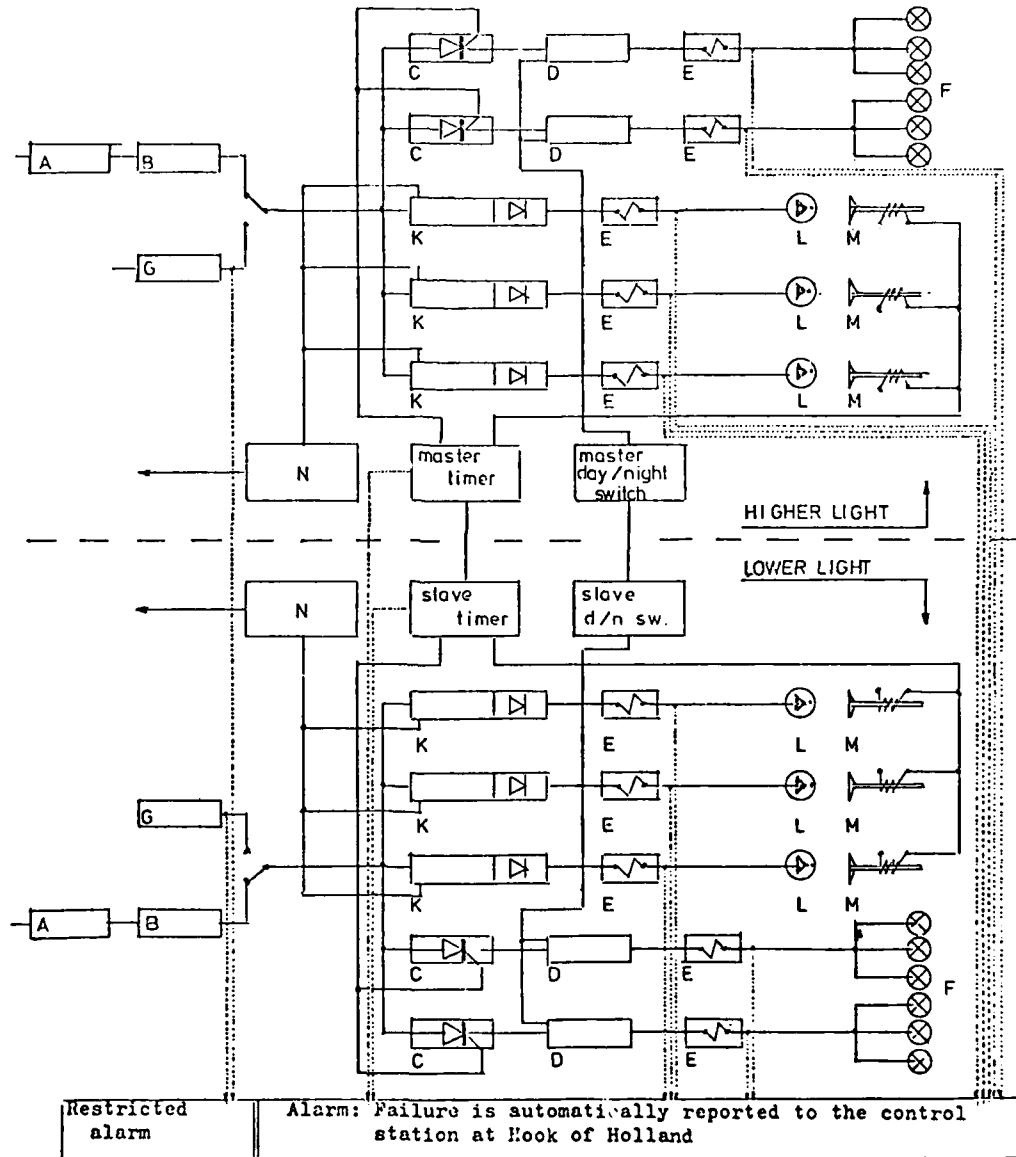 C D E
F
C D E
A B
K E L M
G
K E L M
K E L M
N
master
timer
master
day/night
switch
HIGHER LIGHT
LOWER LIGHT
N
slave
timer
slave
d/n sw.
K E L M
G
K E L M
K E L M
A B
C D E
F
C D E
Restricted
alarm
Alarm: Failure is automatically reported to the control
station at Hook of Holland